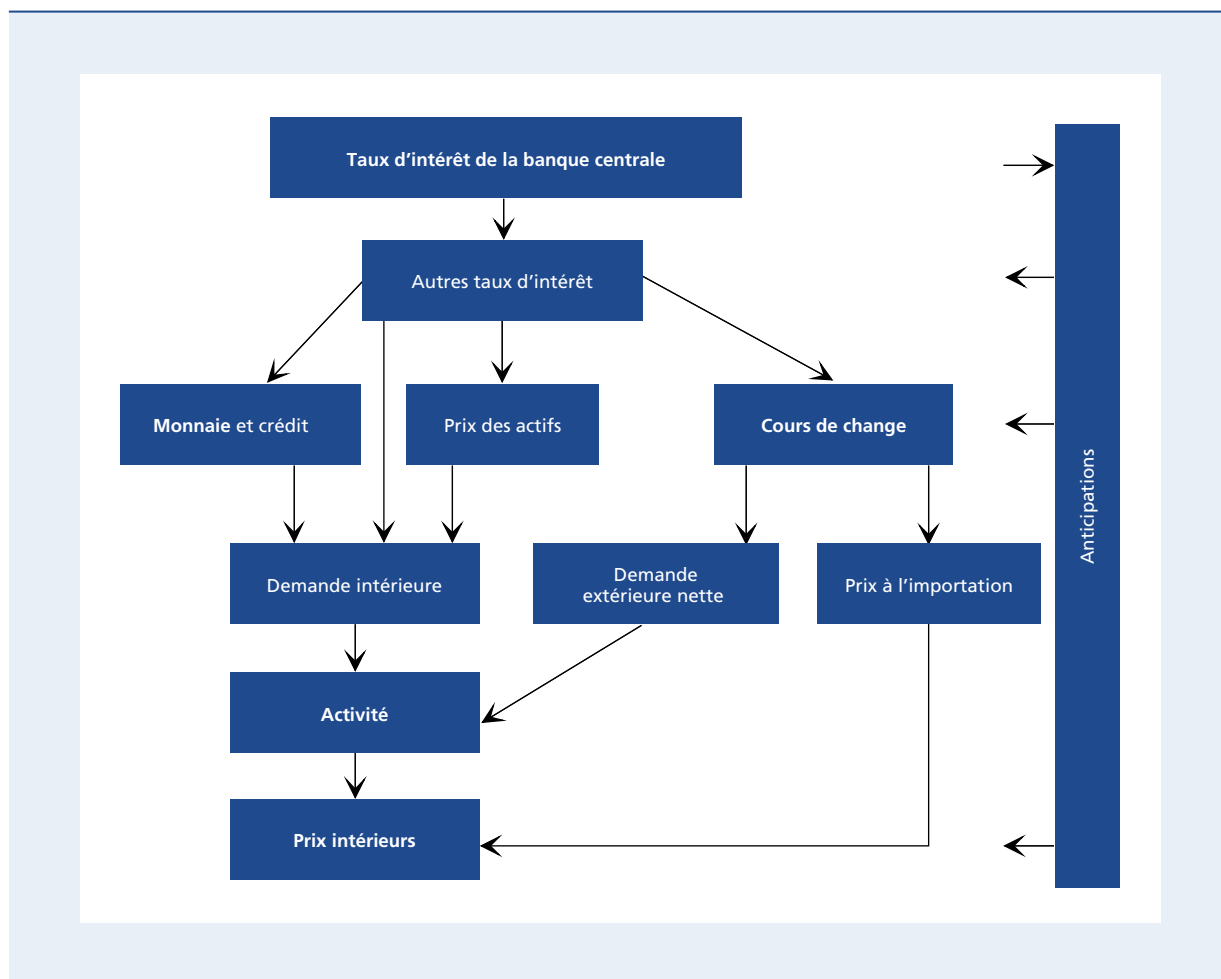 Taux d’intérêt de la banque centrale
Autres taux d’intérêt
Monnaie et crédit
Prix des actifs
Cours de change
Anticipations
Demande intérieure
Demande
extérieure nette
Prix à l’importation
Activité
Prix intérieurs